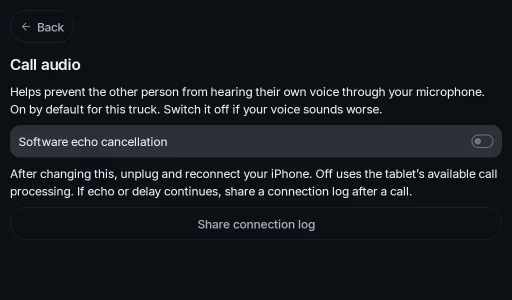 ← Back
Call audio
Helps prevent the other person from hearing their own voice through your microphone.
On by default for this truck. Switch it off if your voice sounds worse.
Software echo cancellation
After changing this, unplug and reconnect your iPhone. Off uses the tablet's available call
processing. If echo or delay continues, share a connection log after a call.
Share connection log